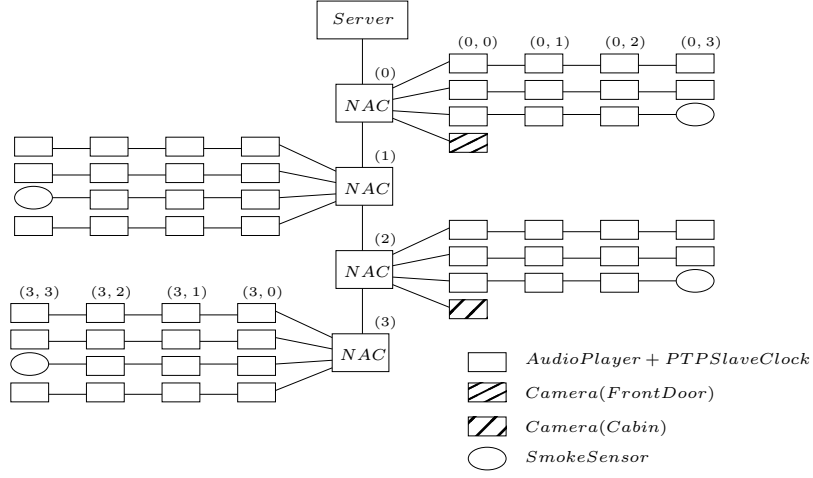 Server
(0, 0) (0, 1) (0, 2) (0, 3)
(0)
NAC
(1)
NAC
(2)
NAC
(3, 3) (3, 2) (3, 1) (3, 0)
(3)
NAC
AudioPlayer + PTPSlaveClock
Camera(FrontDoor)
Camera(Cabin)
SmokeSensor